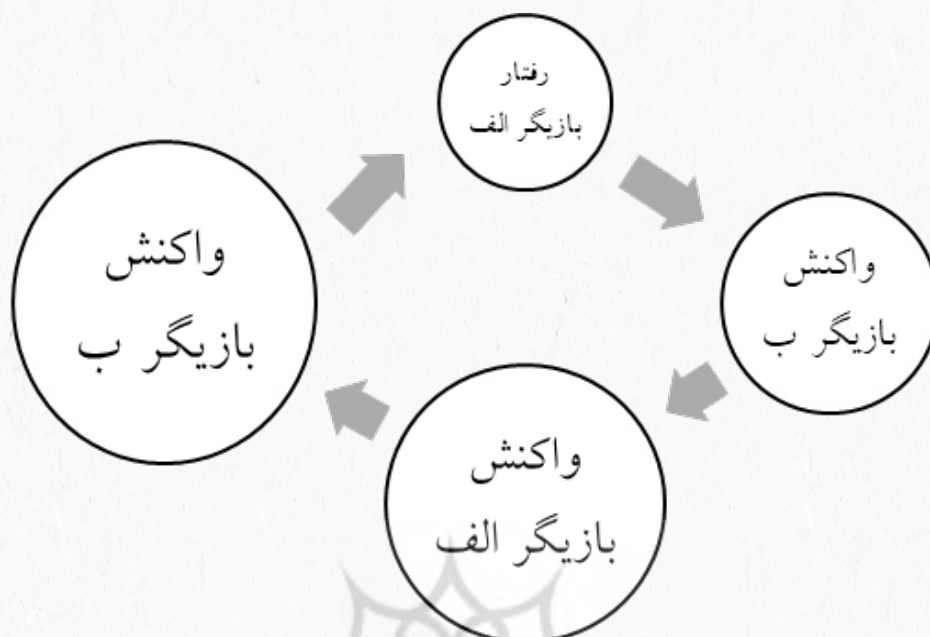 رفتار
بازیگر الف
واکنش
بازیگر ب
واکنش
بازیگر الف
واکنش
بازیگر ب